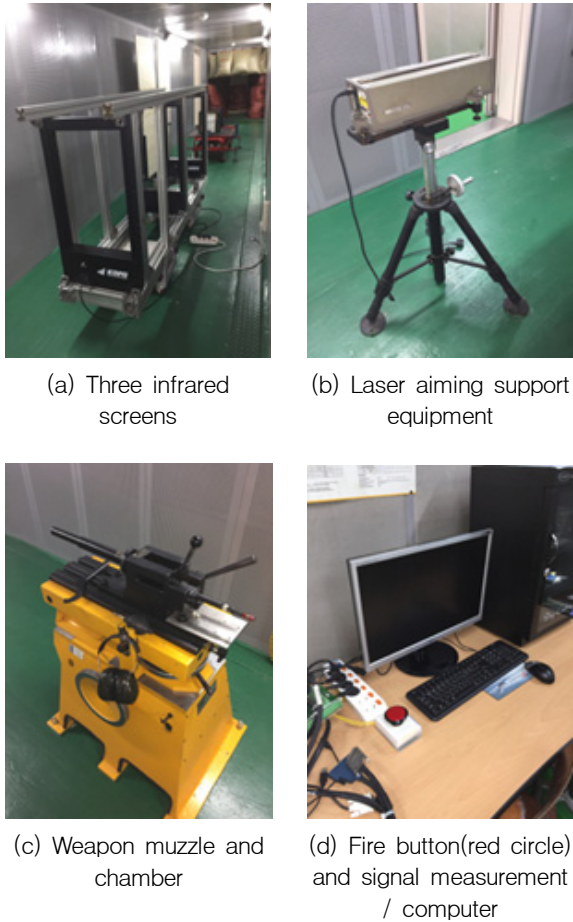 (a) Three infrared
screens
(b) Laser aiming support
equipment
(c) Weapon muzzle and
chamber
(d) Fire button(red circle)
and signal measurement
/ computer